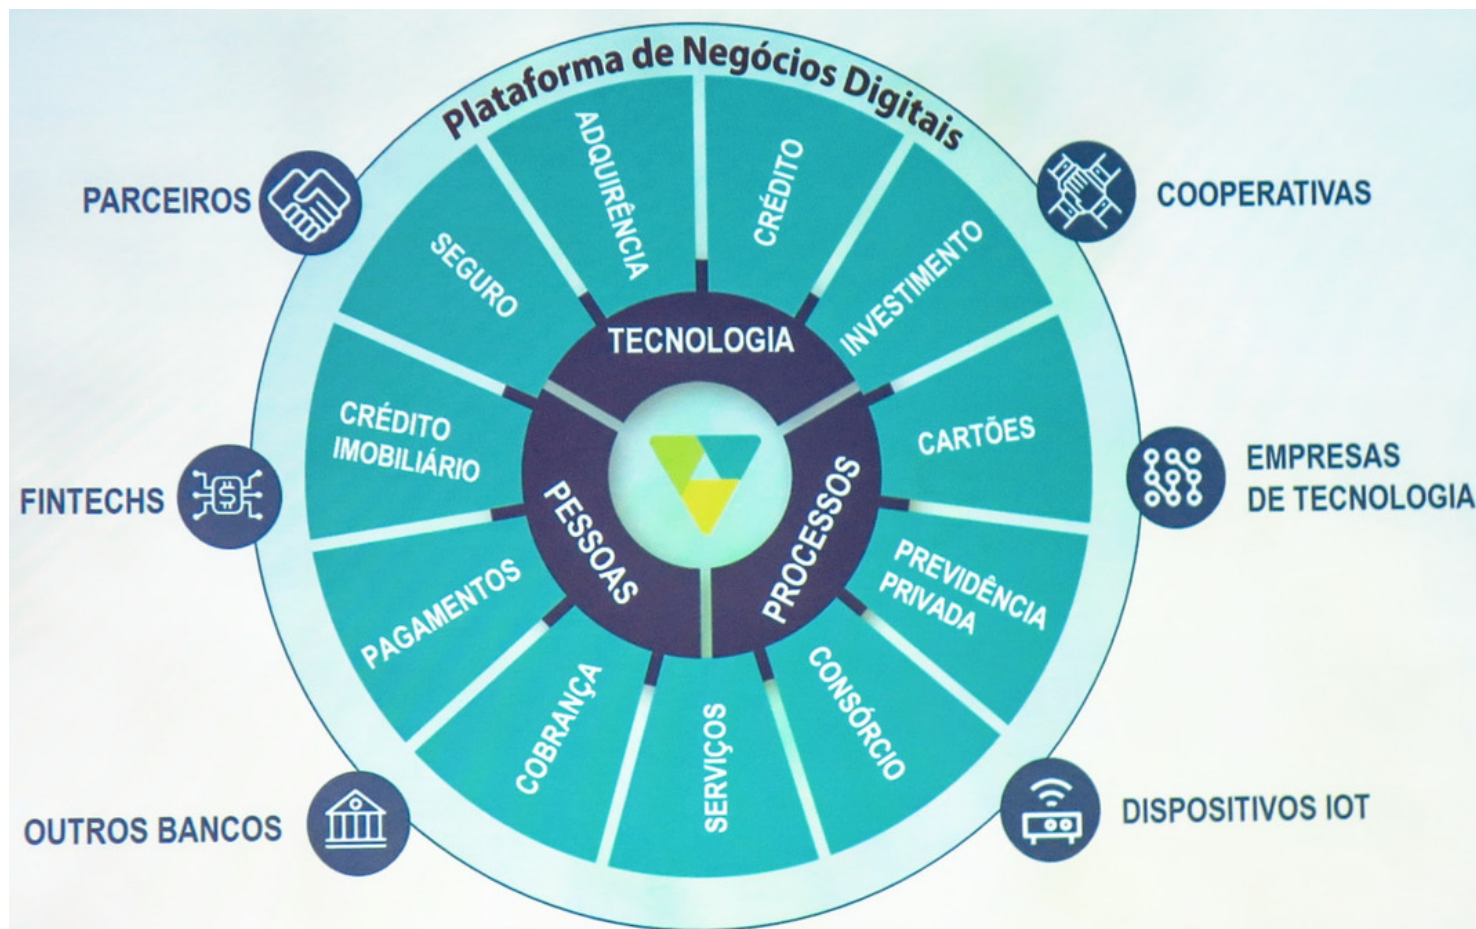 Plataforma de Negócios Digitais
PARCEIROS
COOPERATIVAS
FINTECHS
EMPRESAS
DE TECNOLOGIA
OUTROS BANCOS
DISPOSITIVOS IOT
ADQUIRÊNCIA
CRÉDITO
INVESTIMENTO
CARTÕES
PREVIDÊNCIA
PRIVADA
CONSÓRCIO
SERVIÇOS
COBRANÇA
PAGAMENTOS
CRÉDITO
IMOBILIÁRIO
SEGURO
TECNOLOGIA
PROCESSOS
PESSOAS